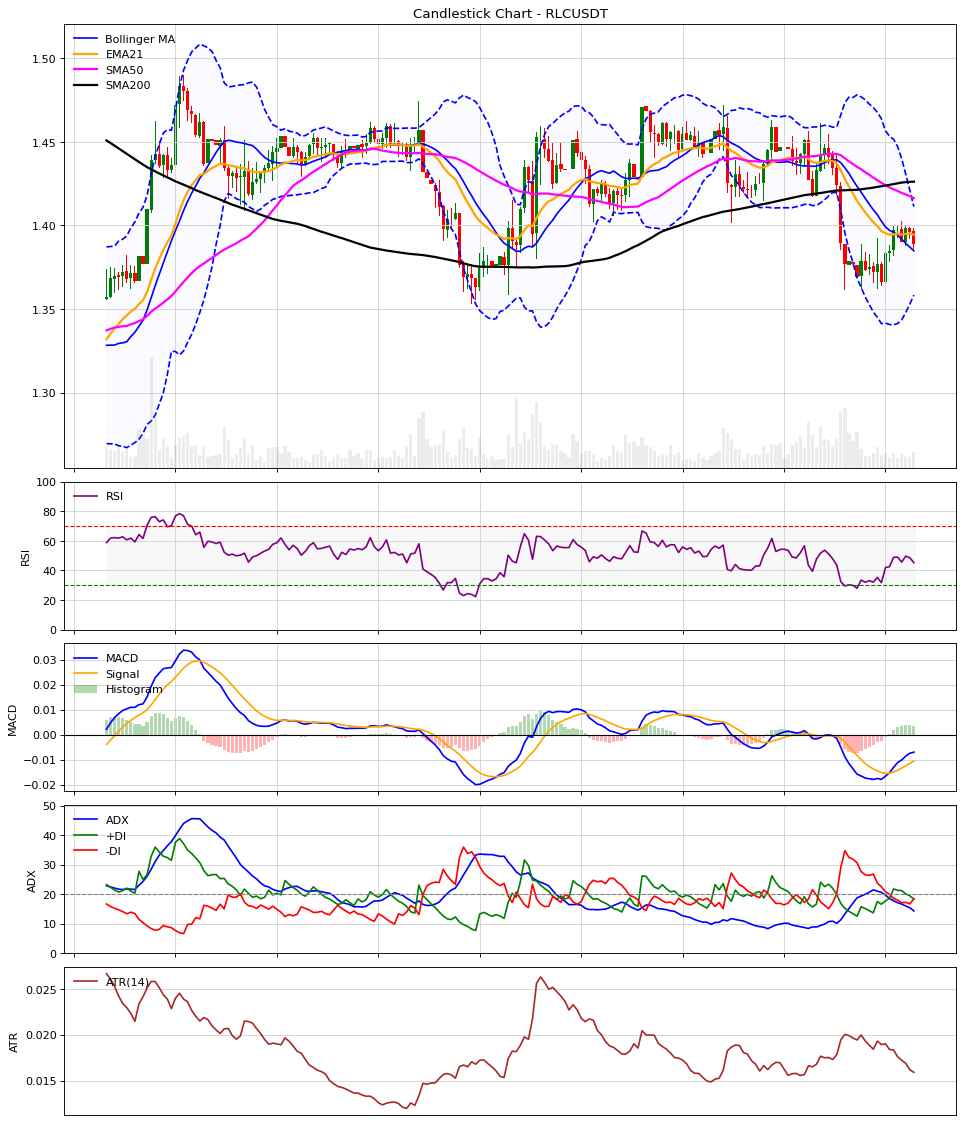 Candlestick Chart - RLCUSDT
Bollinger MA
EMA21
SMA50
SMA200
1.50
1.45
1.40
1.35
1.30
RSI
100
80
60
40
20
0
RSI
MACD
Signal
Histogram
0.03
0.02
0.01
0.00
−0.01
−0.02
MACD
ADX
+DI
-DI
50
40
30
20
10
0
ADX
ATR(14)
0.025
0.020
0.015
ATR